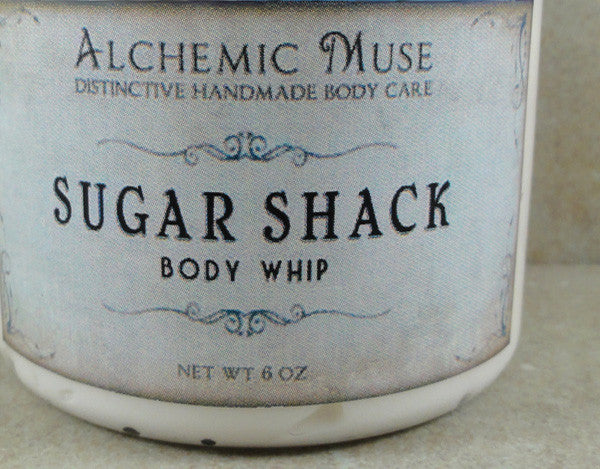 ALCHEMIC MUSE
DISTINCTIVE HANDMADE BODY CARE
SUGAR SHACK
BODY WHIP
NET WT 6 OZ